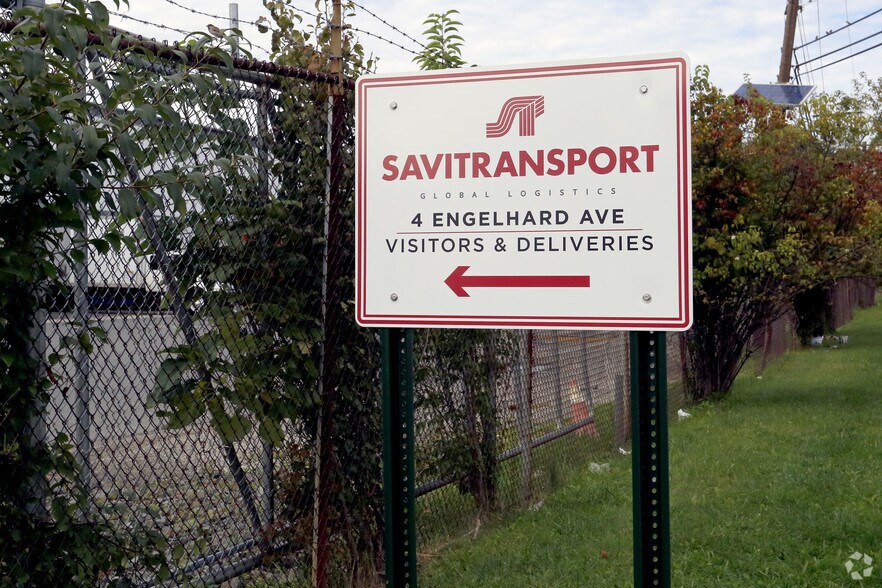 SAVITRANSPORT
GLOBAL LOGISTICS
4 ENGELHARD AVE
VISITORS & DELIVERIES